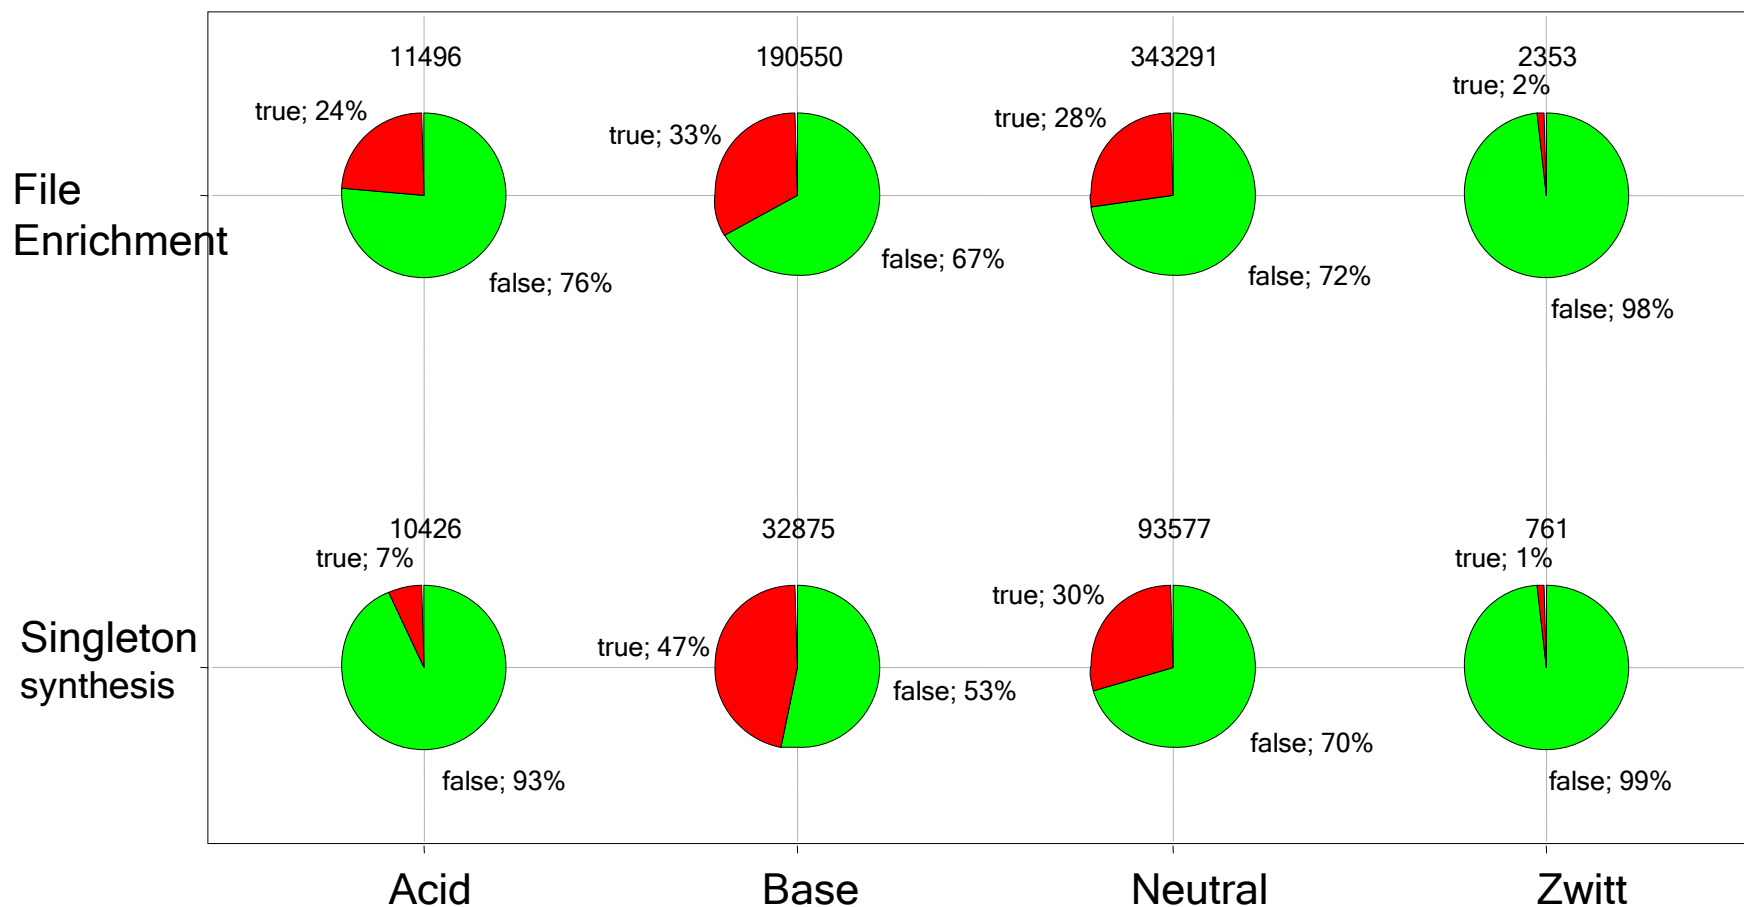 11496
190550
343291
2353
true; 24%
true; 33%
true; 28%
true; 2%
File
Enrichment
false; 76%
false; 67%
false; 72%
false; 98%
10426
32875
93577
761
true; 7%
true; 47%
true; 30%
true; 1%
Singleton
synthesis
false; 93%
false; 53%
false; 70%
false; 99%
Acid
Base
Neutral
Zwitt